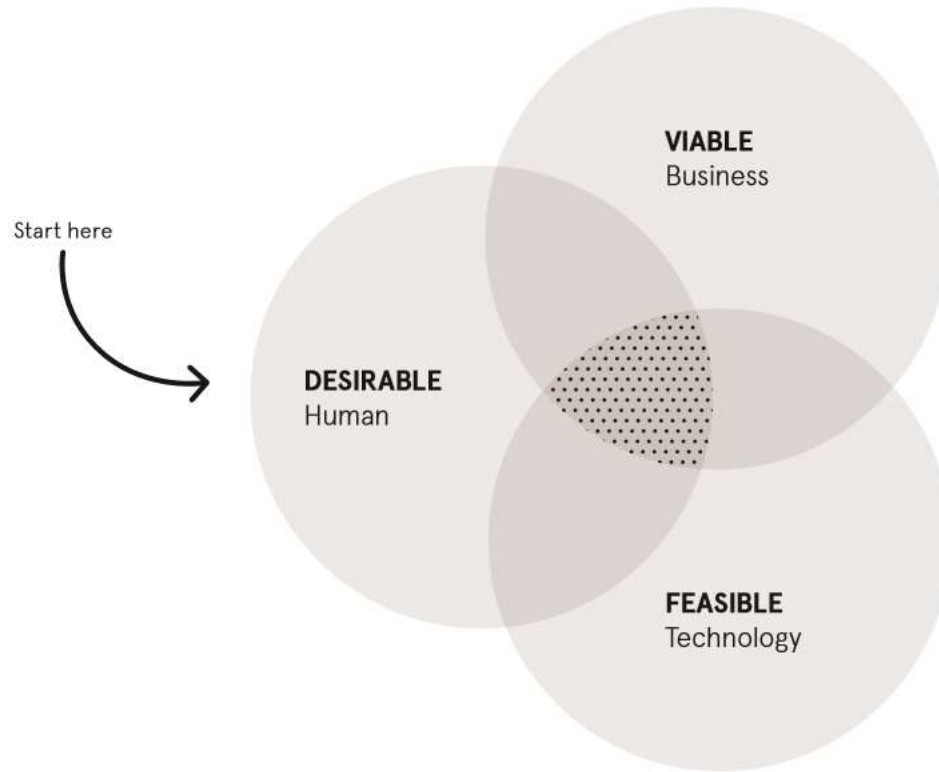 Start here
VIABLE
Business
DESIRABLE
Human
FEASIBLE
Technology